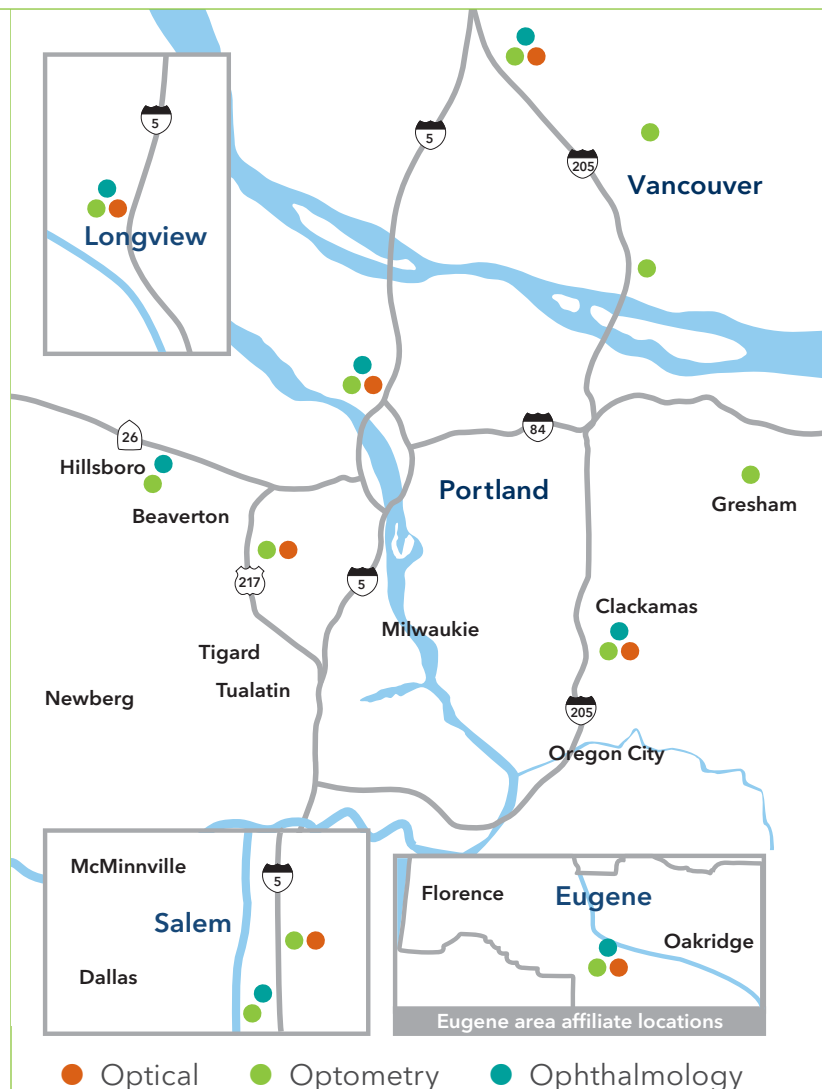 5
Longview
5
205
Vancouver
26
Hillsboro
Beaverton
84
Portland
Gresham
217
5
Milwaukie
Clackamas
Tigard
Tualatin
Newberg
205
Oregon City
McMinnville
5
Salem
Dallas
Florence
Eugene
Oakridge
Eugene area affiliate locations
Optical Optometry Ophthalmology